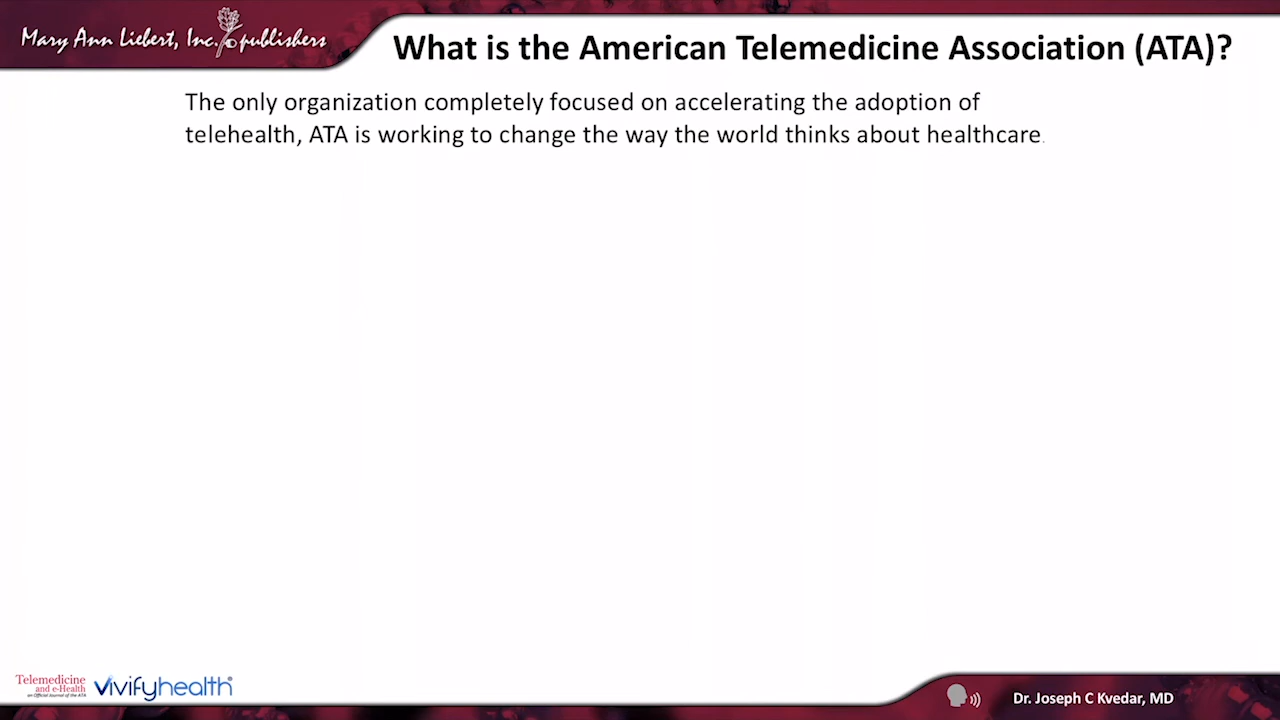 Mary Ann Liebert, Inc. publishers
What is the American Telemedicine Association (ATA)?
The only organization completely focused on accelerating the adoption of
telehealth, ATA is working to change the way the world thinks about healthcare.
Telemedicine
and e-Health
an Official Journal of the ATA
vivifyhealth®
Dr. Joseph C Kvedar, MD